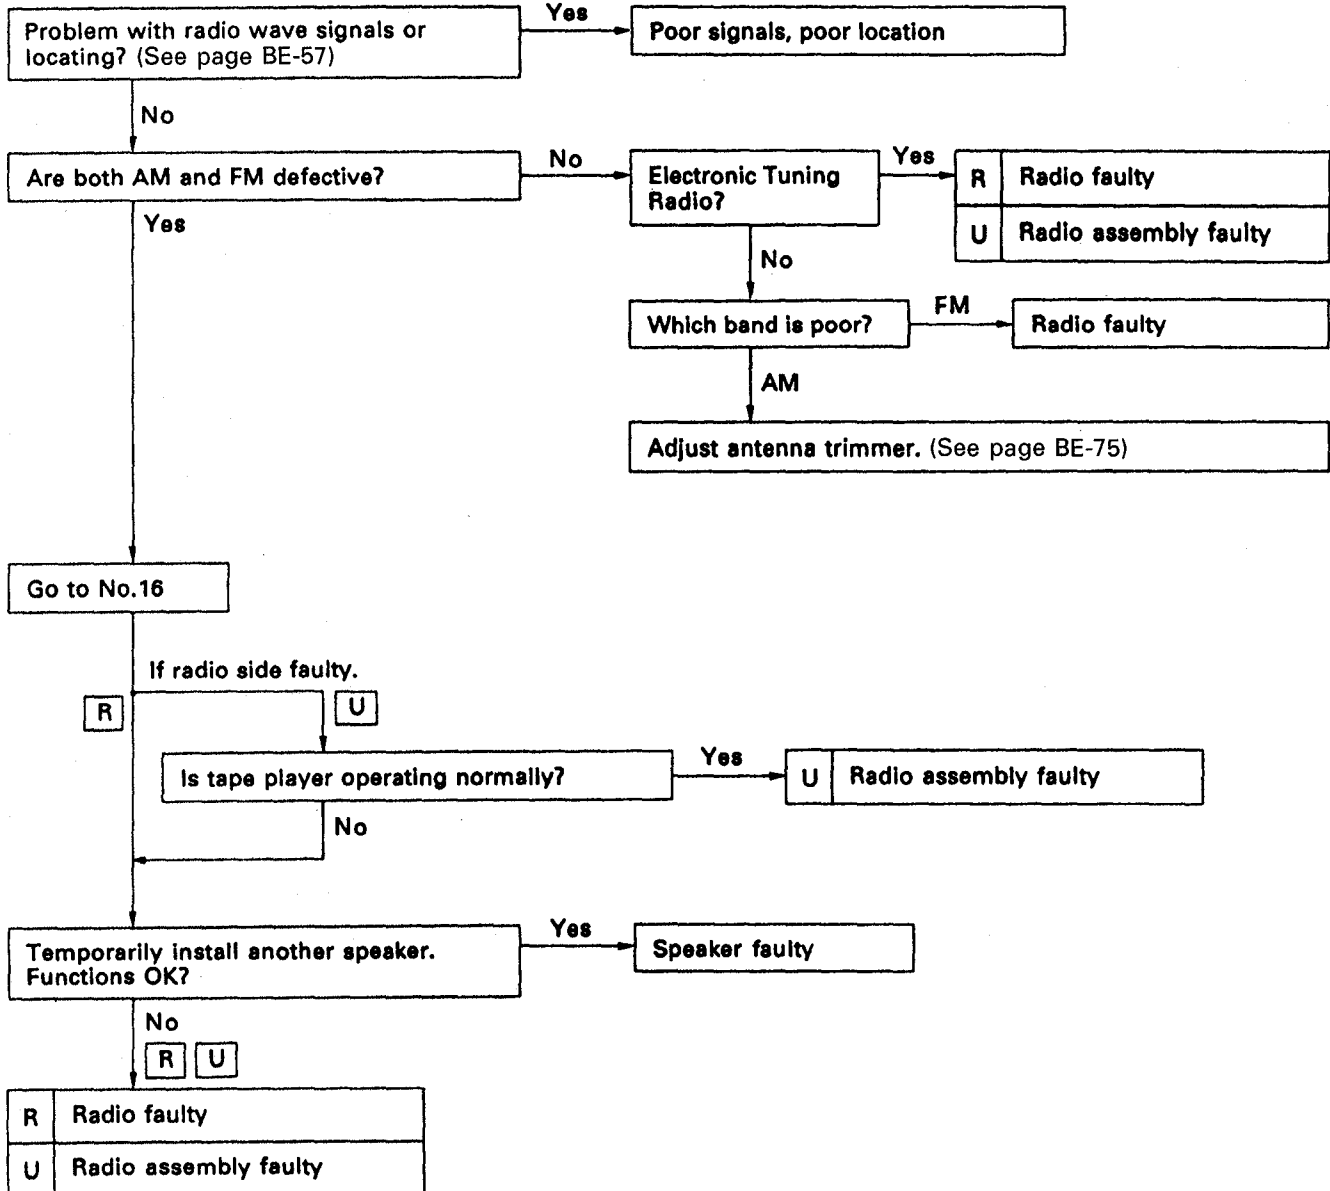 Problem with radio wave signals or
locating? (See page BE-57)
Yes
Poor signals, poor location
No
Are both AM and FM defective?
No
Electronic Tuning
Radio?
Yes
R Radio faulty
U Radio assembly faulty
Yes
No
Which band is poor?
FM
Radio faulty
AM
Adjust antenna trimmer. (See page BE-75)
Go to No.16
If radio side faulty.
R
U
Is tape player operating normally?
Yes
U Radio assembly faulty
No
Temporarily install another speaker.
Functions OK?
Yes
Speaker faulty
No
R U
R Radio faulty
U Radio assembly faulty